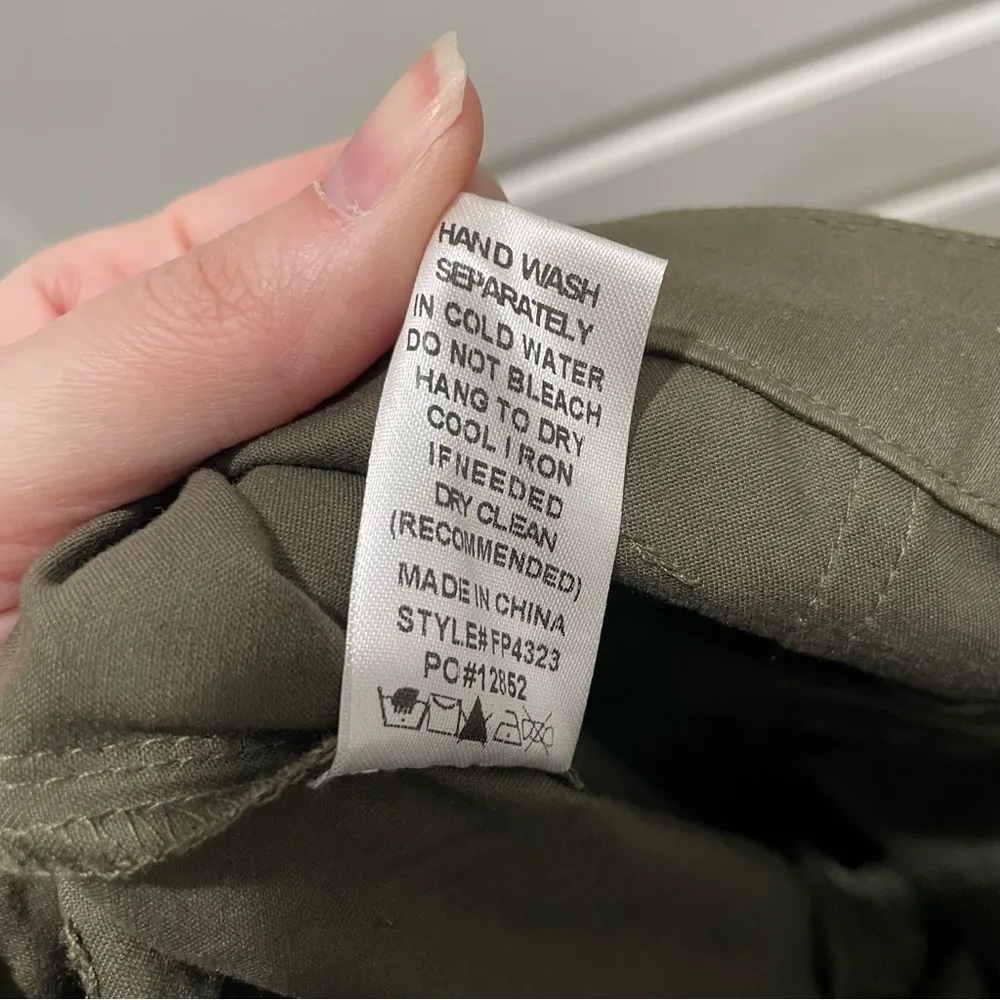 HAND WASH
SEPARATELY
IN COLD WATER
DO NOT BLEACH
HANG TO DRY
COOL IRON
IF NEEDED
DRY CLEAN
(RECOMMENDED)
MADE IN CHINA
STYLE#FP4323
PO#12852